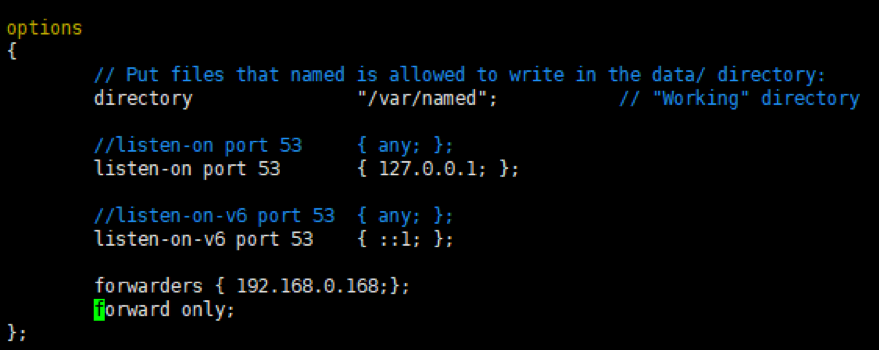 options
{
// Put files that named is allowed to write in the data/ directory:
directory "/var/named"; // "Working" directory
//listen-on port 53 { any; };
listen-on port 53 { 127.0.0.1; };
//listen-on-v6 port 53 { any; };
listen-on-v6 port 53 { ::1; };
forwarders { 192.168.0.168;};
forward only;
};